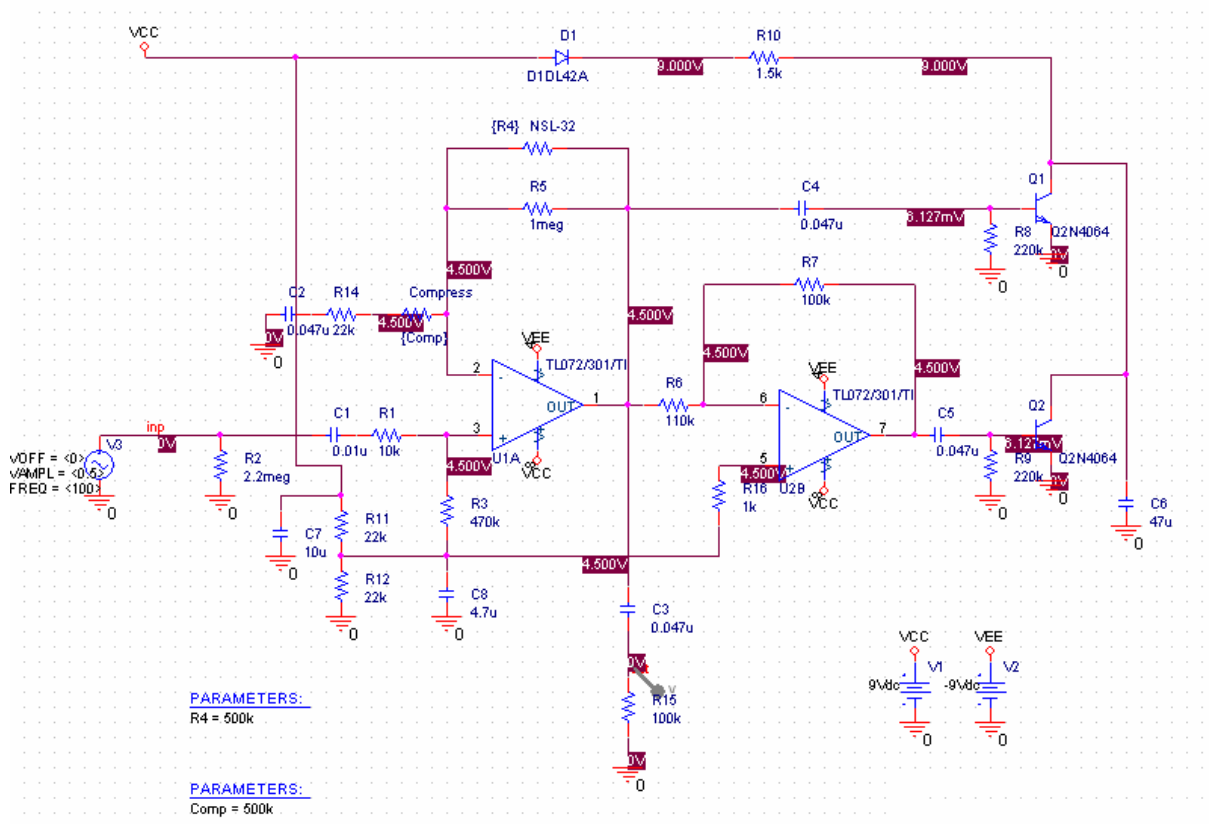 VCC
D1
D1DL42A
9.000V
R10
1.5k
9.000V
{R4} NSL-32
R5
1meg
C4
0.047u
6.127mV
Q1
Q2N4064
R8
220k
0V
0
0
4.500V
R7
100k
C2
0.047u
R14
22k
4.500V
Compress
{Comp}
0V
0
4.500V
4.500V
4.500V
VEE
TL072/301/TI
2
-
OUT
1
3
+
U1A
VCC
4.500V
R6
110k
VEE
TL072/301/TI
6
-
OUT
7
5
+
U2B
VCC
4.500V
C5
0.047u
6.127mV
Q2
Q2N4064
R9
220k
0V
0
0
inp
0V
V3
VOFF = <0>
VAMPL = <0.5>
FREQ = <100>
0
R2
2.2meg
0
C1
0.01u
R1
10k
R3
470k
R16
1k
C6
47u
0
C7
10u
0
R11
22k
R12
22k
0
C8
4.7u
0
4.500V
C3
0.047u
0V
V
R15
100k
0V
0
VCC
V1
9Vdc
0
VEE
V2
-9Vdc
0
PARAMETERS:
R4 = 500k
PARAMETERS:
Comp = 500k